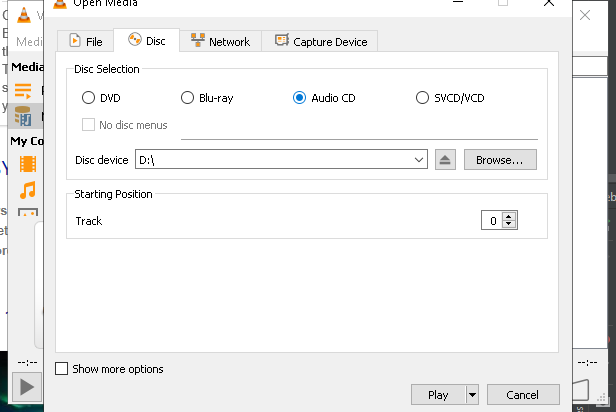 Open Media
Media
Media
My Co
File
Disc
Network
Capture Device
Disc Selection
DVD
Blu-ray
Audio CD
SVCD/VCD
No disc menus
Disc device
D:\
Browse...
Starting Position
Track
0
--:--
--:--
Show more options
Play
Cancel